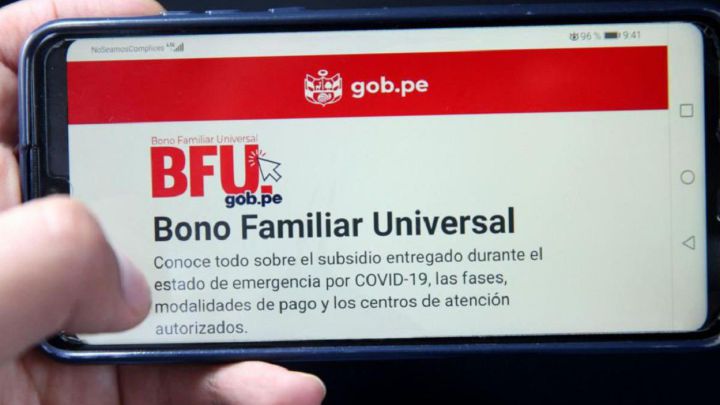 NoSeamosComplices 4G
96 % 9:41
gob.pe
Bono Familiar Universal
BFU.
gob.pe
Bono Familiar Universal
Conoce todo sobre el subsidio entregado durante el
estado de emergencia por COVID-19, las fases,
modalidades de pago y los centros de atención
autorizados.